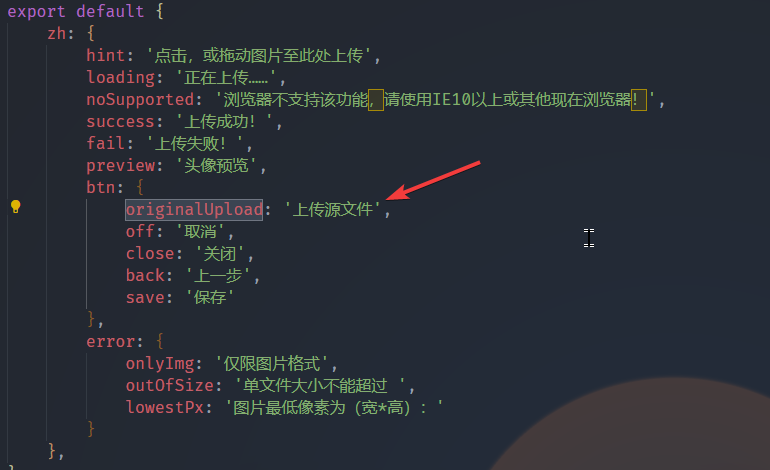 export default {
zh: {
hint: '点击，或拖动图片至此处上传',
loading: '正在上传……',
noSupported: '浏览器不支持该功能，请使用IE10以上或其他现在浏览器！',
success: '上传成功！',
fail: '上传失败！',
preview: '头像预览',
btn: {
originalUpload: '上传源文件',
off: '取消',
close: '关闭',
back: '上一步',
save: '保存'
},
error: {
onlyImg: '仅限图片格式',
outOfSize: '单文件大小不能超过 ',
lowestPx: '图片最低像素为（宽*高）：'
}
},